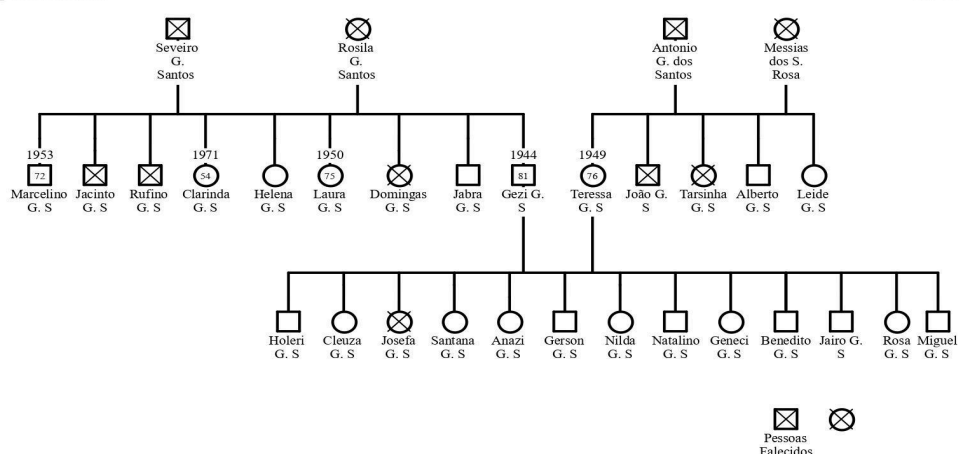 Seveiro
G.
Santos
Rosila
G.
Santos
Antonio
G. dos
Santos
Messias
dos S.
Rosa
1953
72
Marcelino
G. S
Jacinto
G. S
Rufino
G. S
1971
54
Clarinda
G. S
Helena
G. S
1950
75
Laura
G. S
Domingas
G. S
Jabra
G. S
1944
81
Gezi G.
S
1949
76
Teressa
G. S
João G.
S
Tarsinha
G. S
Alberto
G. S
Leide
G. S
Holeri
G. S
Cleuza
G. S
Josefa
G. S
Santana
G. S
Anazi
G. S
Gerson
G. S
Nilda
G. S
Natalino
G. S
Geneci
G. S
Benedito
G. S
Jairo G.
S
Rosa
G. S
Miguel
G. S
Pessoas
Falecidos